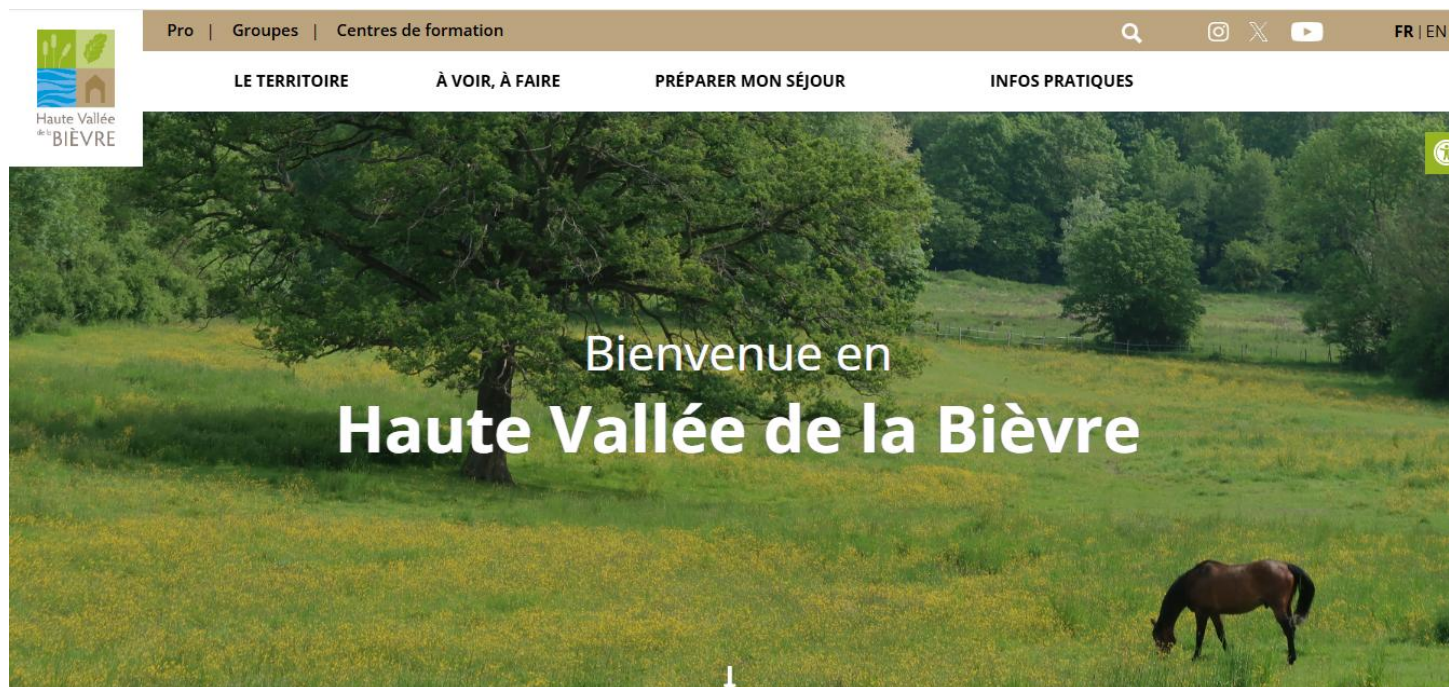 Pro | Groupes | Centres de formation
FR | EN
Haute Vallée
de la BIÈVRE
LE TERRITOIRE
À VOIR, À FAIRE
PRÉPARER MON SÉJOUR
INFOS PRATIQUES
Bienvenue en
Haute Vallée de la Bièvre